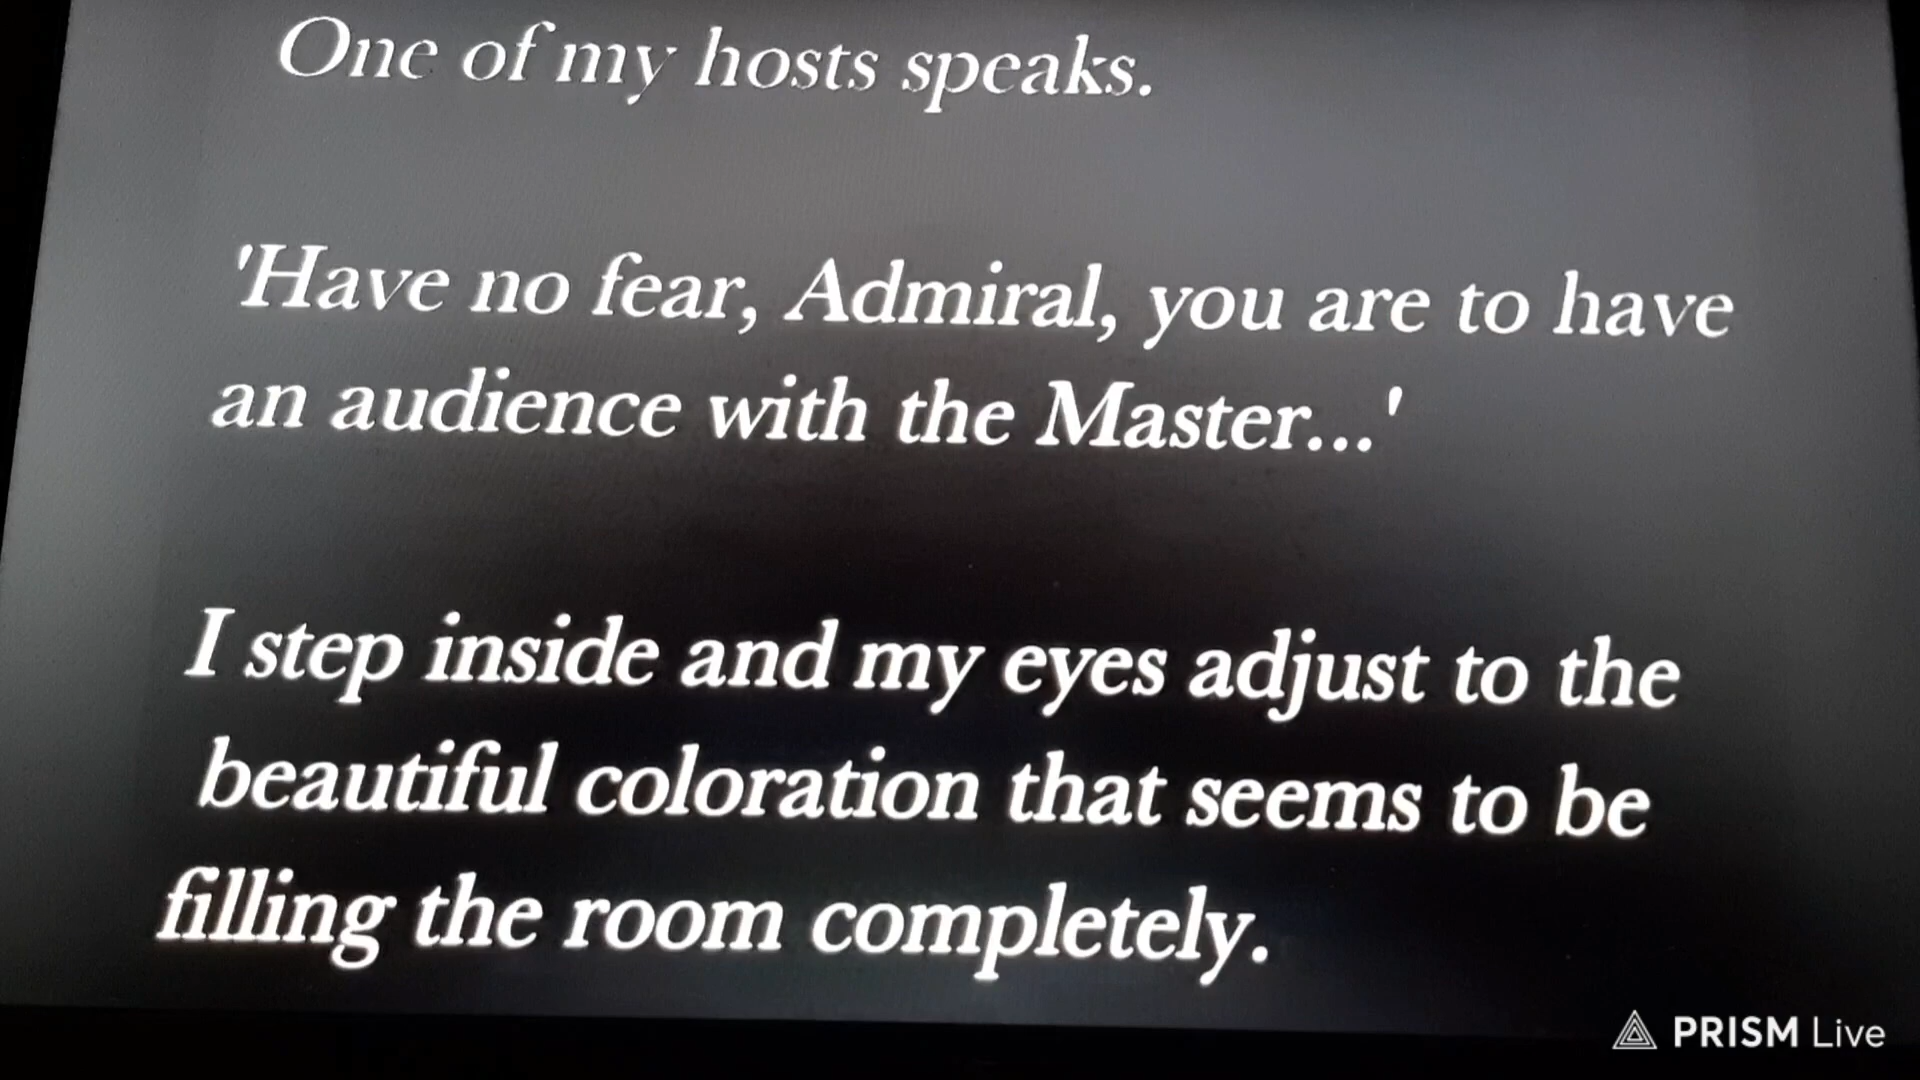 One of my hosts speaks.
'Have no fear, Admiral, you are to have
an audience with the Master...'
I step inside and my eyes adjust to the
beautiful coloration that seems to be
filling the room completely.
PRISM Live